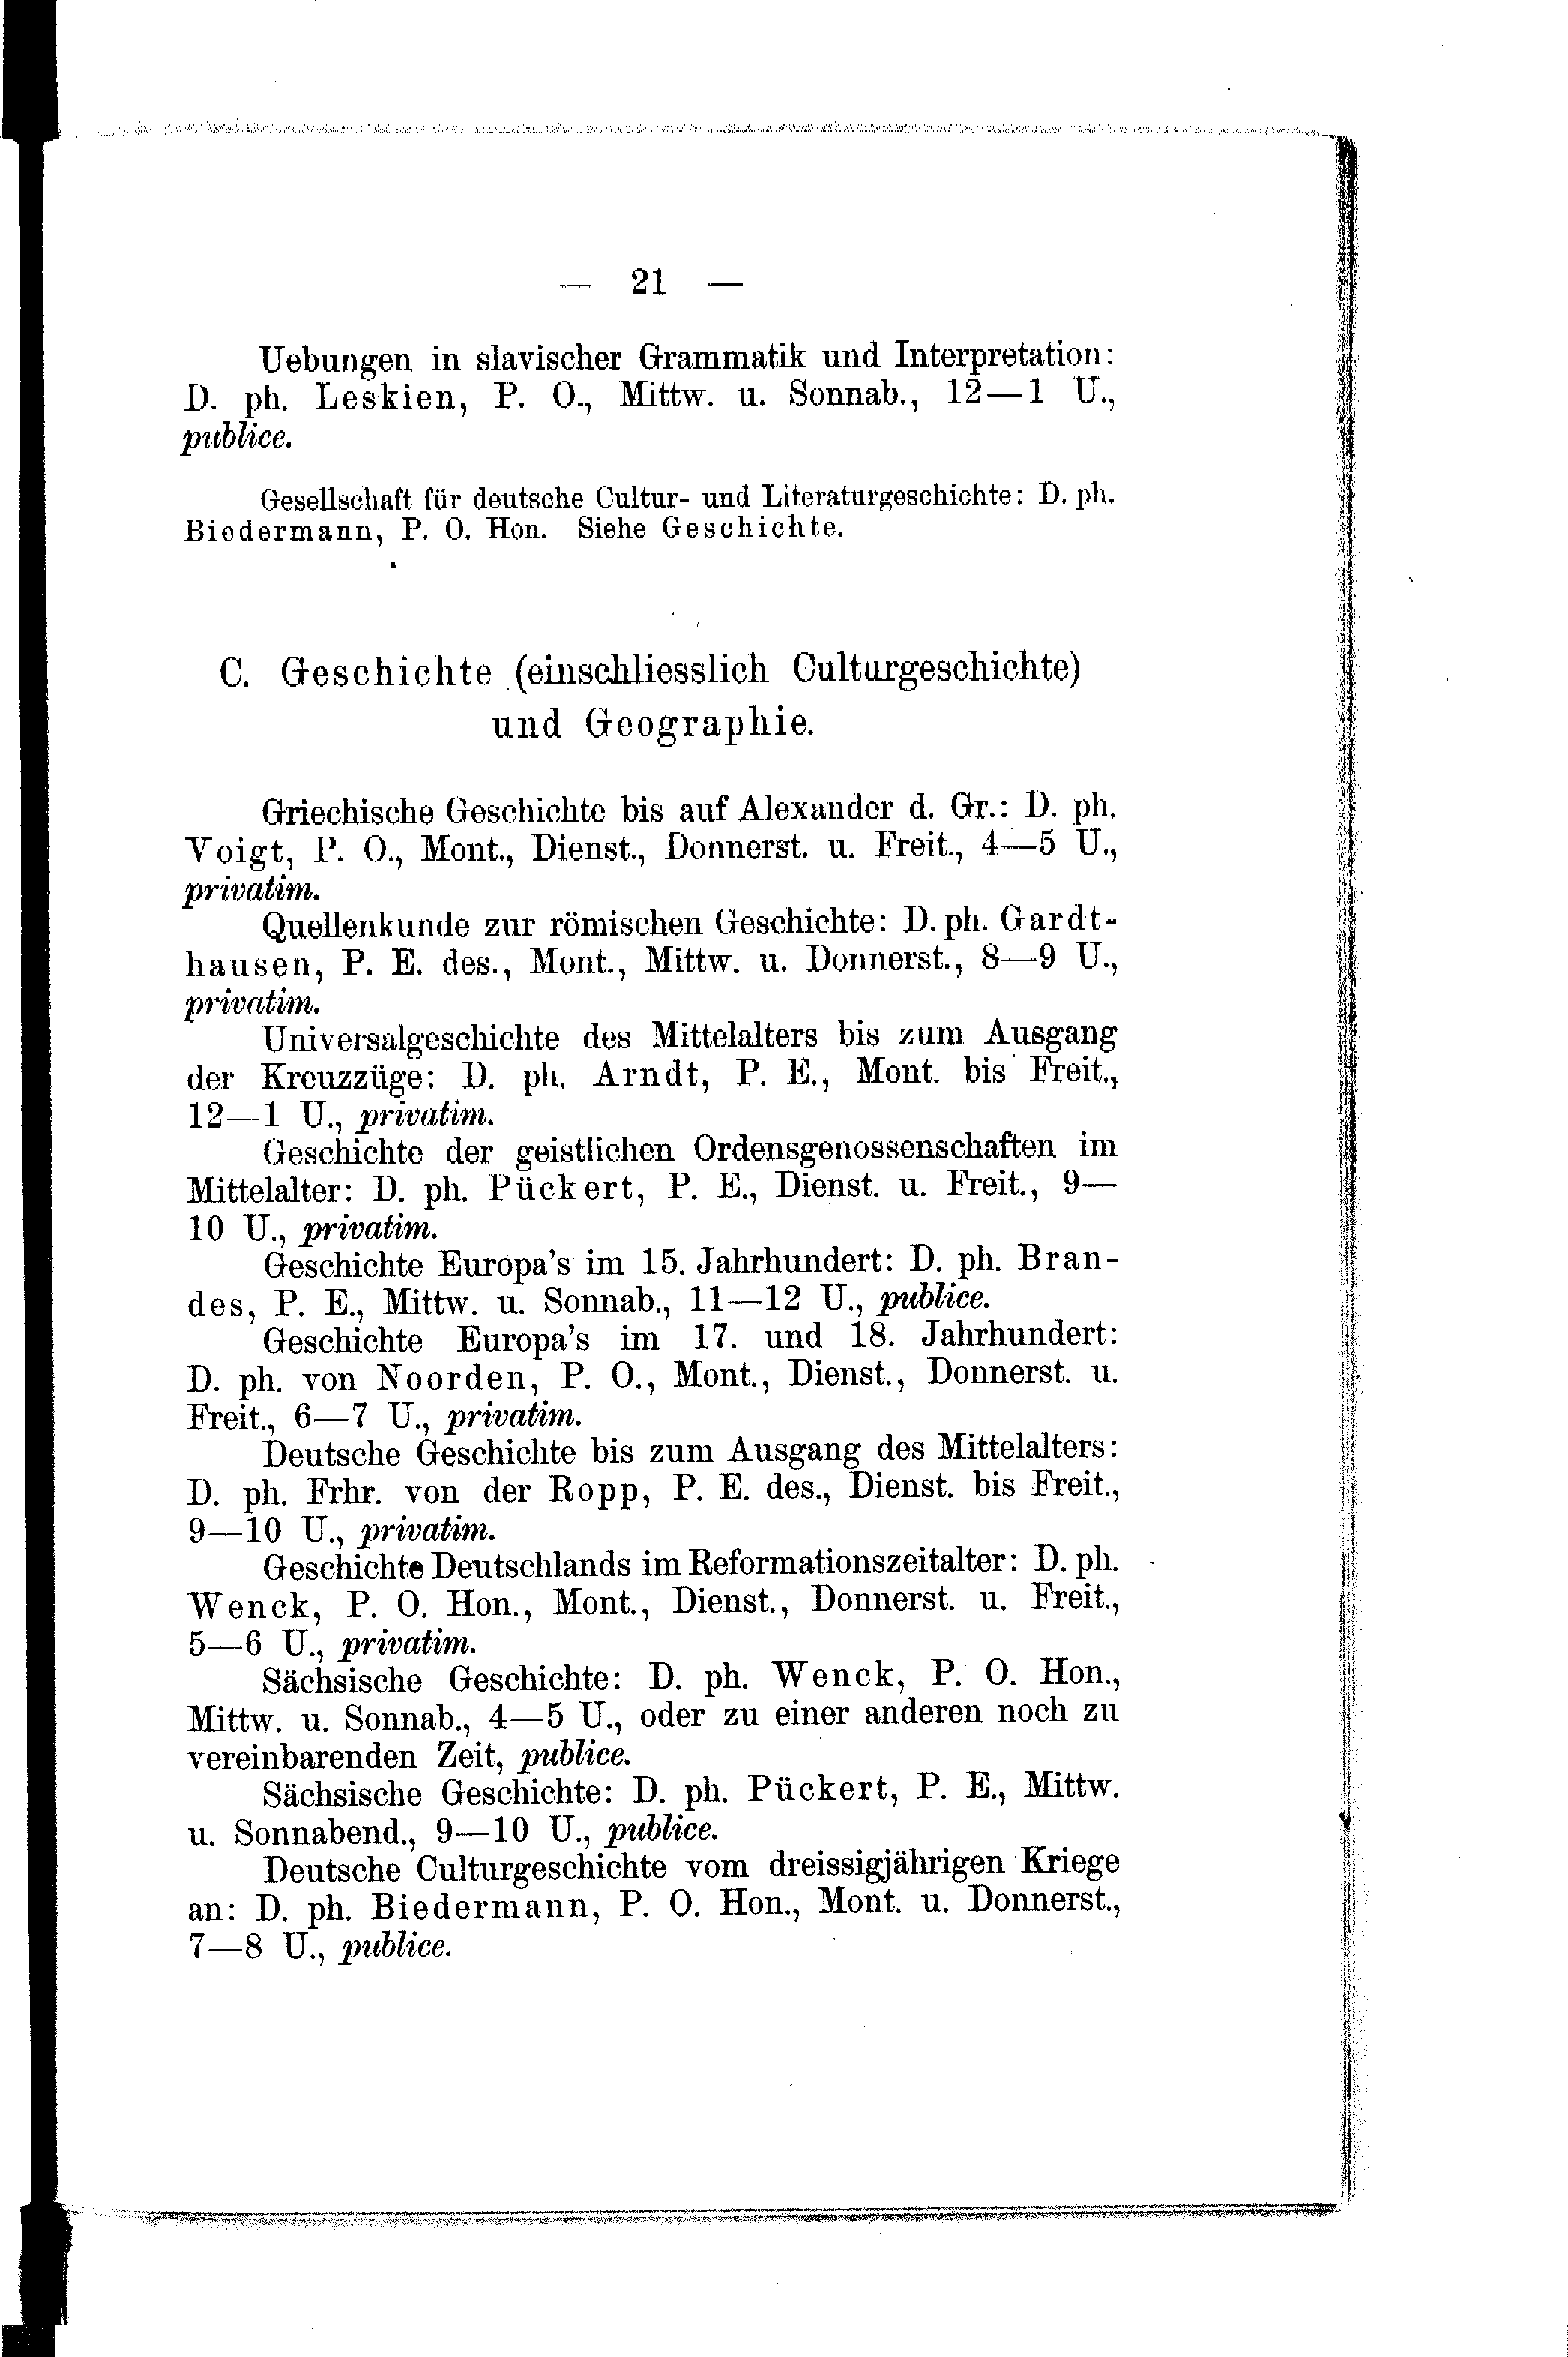 — 21 —
Uebungen in slavischer Grammatik und Interpretation:
D. ph. Leskien, P. O., Mittw. u. Sonnab., 12—1 U.,
publice.
Gesellschaft für deutsche Cultur- und Literaturgeschichte: D. ph.
Biedermann, P. O. Hon. Siehe Geschichte.
C. Geschichte (einschliesslich Culturgeschichte)
und Geographie.
Griechische Geschichte bis auf Alexander d. Gr.: D. ph.
Voigt, P. O., Mont., Dienst., Donnerst. u. Freit., 4—5 U.,
privatim.
Quellenkunde zur römischen Geschichte: D. ph. Gardt-
hausen, P. E. des., Mont., Mittw. u. Donnerst., 8—9 U.,
privatim.
Universalgeschichte des Mittelalters bis zum Ausgang
der Kreuzzüge: D. ph. Arndt, P. E., Mont. bis Freit.,
12—1 U., privatim.
Geschichte der geistlichen Ordensgenossenschaften im
Mittelalter: D. ph. Pückert, P. E., Dienst. u. Freit., 9—
10 U., privatim.
Geschichte Europa's im 15. Jahrhundert: D. ph. Bran-
des, P. E., Mittw. u. Sonnab., 11—12 U., publice.
Geschichte Europa's im 17. und 18. Jahrhundert:
D. ph. von Noorden, P. O., Mont., Dienst., Donnerst. u.
Freit., 6—7 U., privatim.
Deutsche Geschichte bis zum Ausgang des Mittelalters:
D. ph. Frhr. von der Ropp, P. E. des., Dienst. bis Freit.,
9—10 U., privatim.
Geschichte Deutschlands im Reformationszeitalter: D. ph.
Wenck, P. O. Hon., Mont., Dienst., Donnerst. u. Freit.,
5—6 U., privatim.
Sächsische Geschichte: D. ph. Wenck, P. O. Hon.,
Mittw. u. Sonnab., 4—5 U., oder zu einer anderen noch zu
vereinbarenden Zeit, publice.
Sächsische Geschichte: D. ph. Pückert, P. E., Mittw.
u. Sonnabend., 9—10 U., publice.
Deutsche Culturgeschichte vom dreissigjährigen Kriege
an: D. ph. Biedermann, P. O. Hon., Mont. u. Donnerst.,
7—8 U., publice.